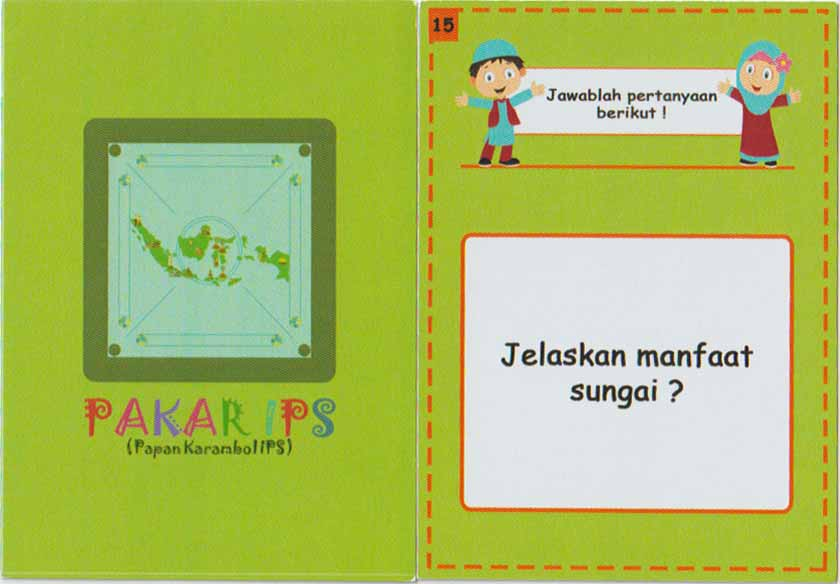 PAKAR IPS
(Papan Karambol IPS)
15
Jawablah pertanyaan
berikut !
Jelaskan manfaat
sungai ?